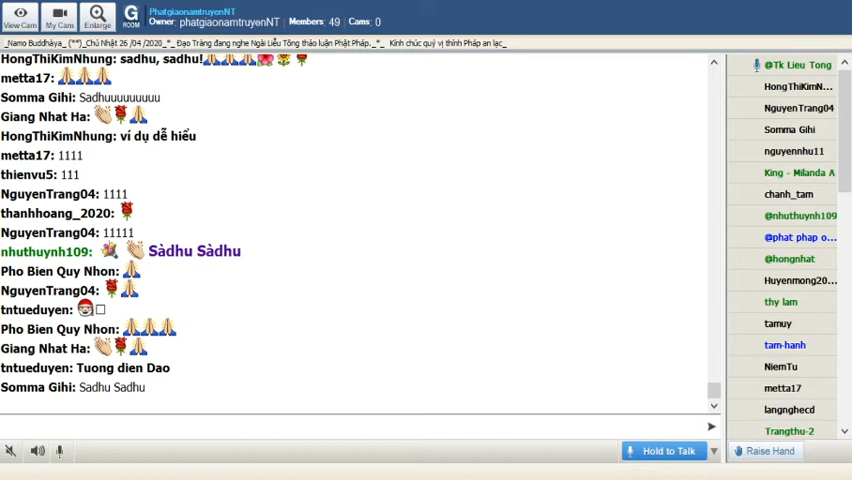 PhatgiaonamtruyenNT
Owner: phatgiaonamtruyenNT | Members: 49 | Cams: 0
View Cam
My Cam
Enlarge
G
ROOM
_Namo Buddhàya_ (**)_Chủ Nhật 26 /04 /2020_*_ Đạo Tràng đang nghe Ngài Liễu Tông thảo luận Phật Pháp._*_ Kính chúc quý vị thính Pháp an lạc_
HongThiKimNhung: sadhu, sadhu!
metta17:
Somma Gihi: Sadhuuuuuuuuu
Giang Nhat Ha:
HongThiKimNhung: ví dụ dễ hiểu
metta17: 1111
thienvu5: 111
NguyenTrang04: 1111
thanhhoang_2020:
NguyenTrang04: 11111
nhuthuynh109: Sàdhu Sàdhu
Pho Bien Quy Nhon:
NguyenTrang04:
tntueduyen:
Pho Bien Quy Nhon:
Giang Nhat Ha:
tntueduyen: Tuong dien Dao
Somma Gihi: Sadhu Sadhu
@Tk Lieu Tong
HongThiKimN...
NguyenTrang04
Somma Gihi
nguyennhu11
King - Milanda A
chanh_tam
@nhuthuynh109
@phat phap o...
@hongnhat
Huyenmong20...
thy lam
tamuy
tam-hanh
NiemTu
metta17
langnghecd
Trangthu-2
Hold to Talk
Raise Hand